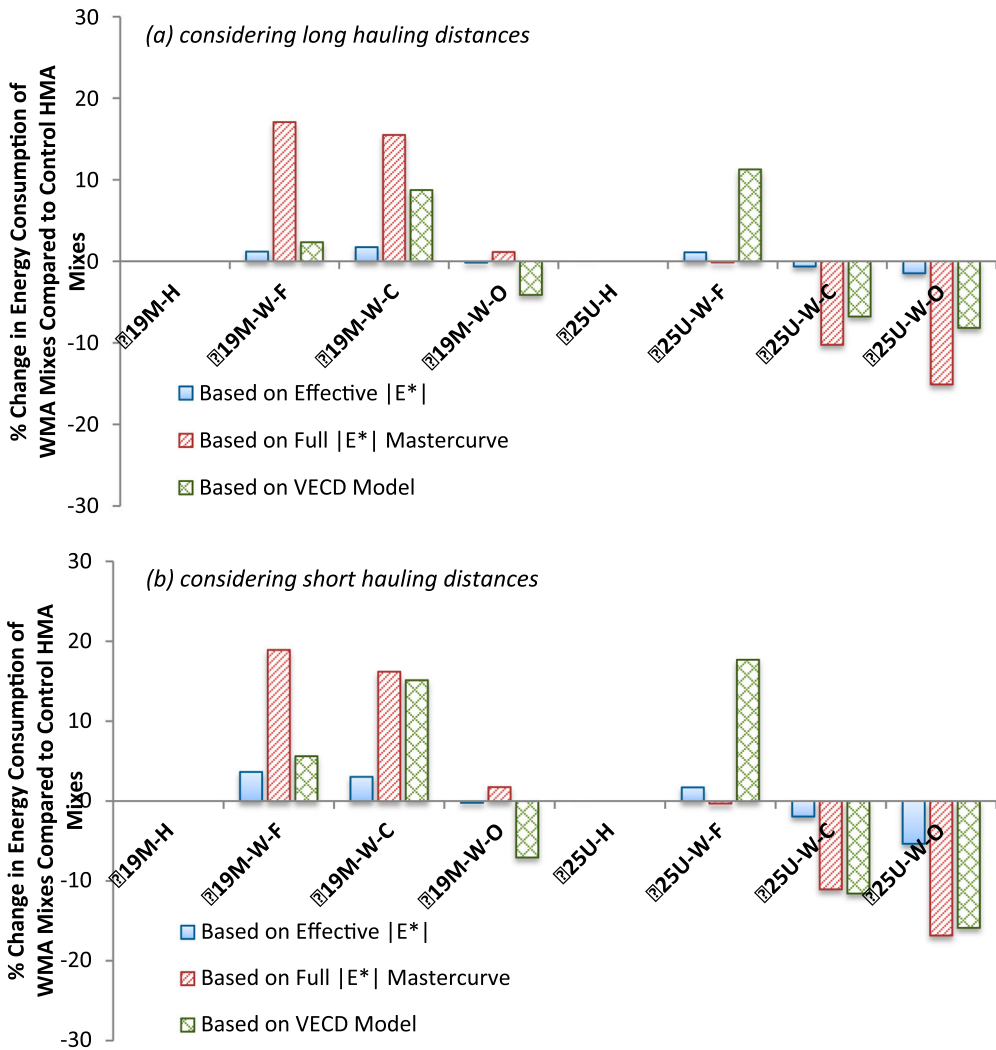 30
(a) considering long hauling distances
20
10
0
-10
-20
-30
% Change in Energy Consumption of
WMA Mixes Compared to Control HMA
Mixes
19M-H
19M-W-F
19M-W-C
19M-W-O
25U-H
25U-W-F
25U-W-C
25U-W-O
Based on Effective |E*|
Based on Full |E*| Mastercurve
Based on VECD Model
30
(b) considering short hauling distances
20
10
0
-10
-20
-30
% Change in Energy Consumption of
WMA Mixes Compared to Control HMA
Mixes
19M-H
19M-W-F
19M-W-C
19M-W-O
25U-H
25U-W-F
25U-W-C
25U-W-O
Based on Effective |E*|
Based on Full |E*| Mastercurve
Based on VECD Model